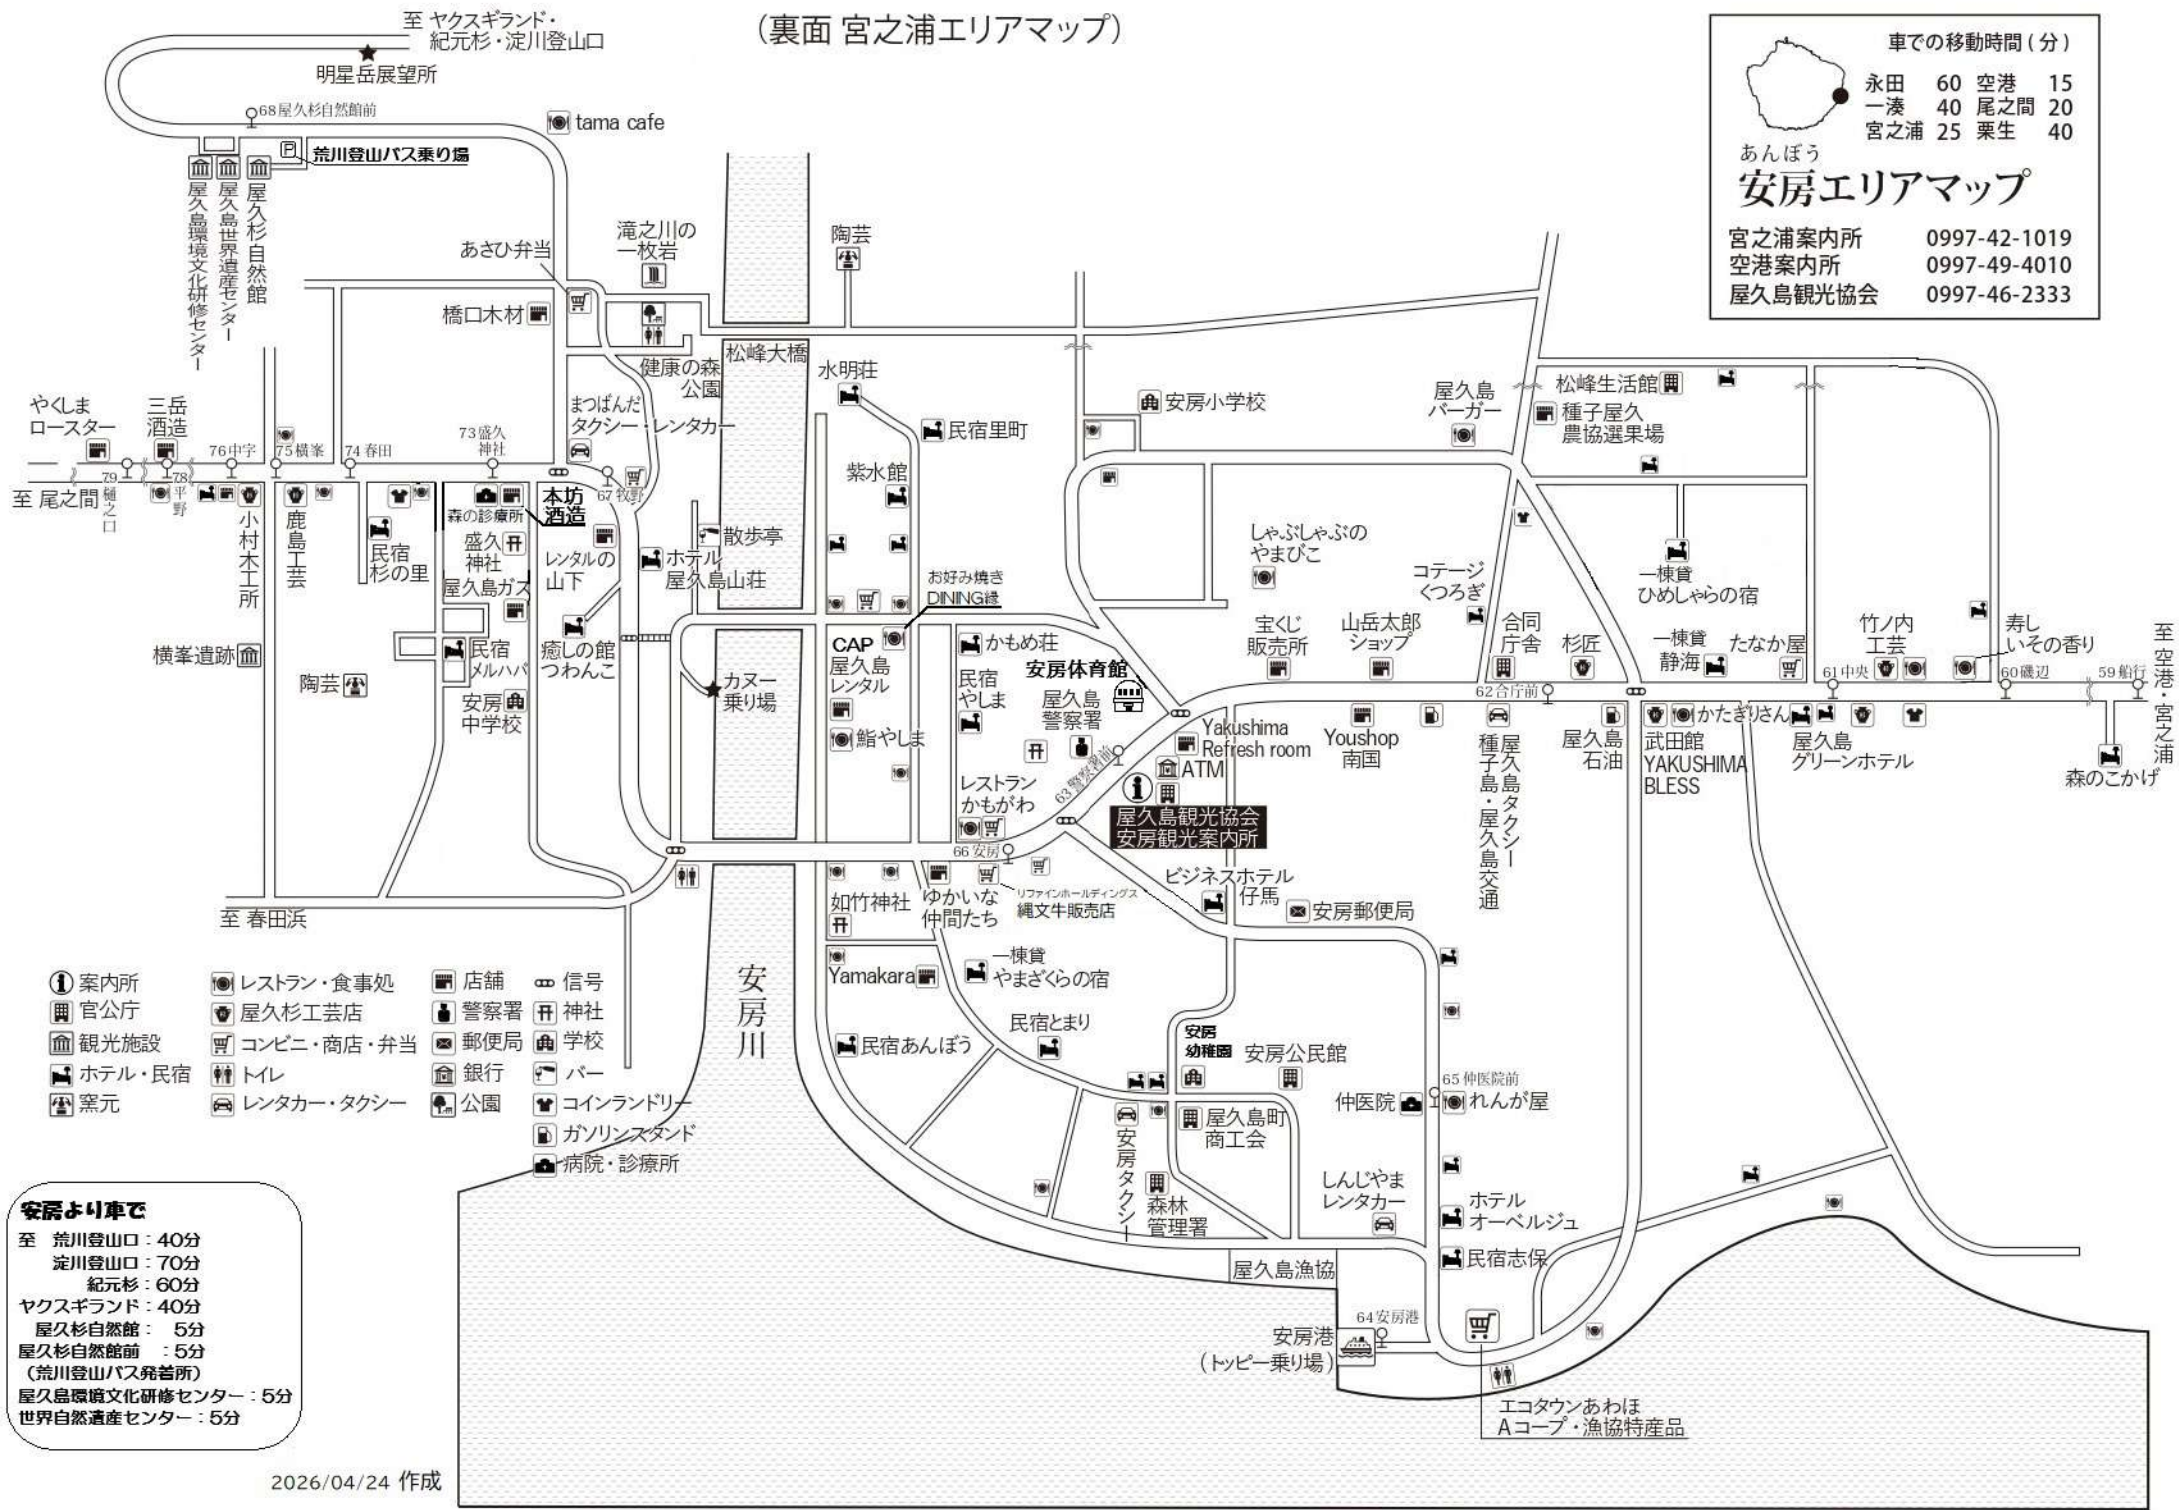 (裏面 宮之浦エリアマップ)
至 ヤクスギランド・
紀元杉・淀川登山口
明星岳展望所
68屋久杉自然館前
荒川登山バス乗り場
屋久島環境文化研修センター
屋久島世界遺産センター
屋久杉自然館
tama cafe
車での移動時間(分)
永田 60 空港 15
一湊 40 尾之間 20
宮之浦 25 栗生 40
あんぼう
安房エリアマップ
宮之浦案内所 0997-42-1019
空港案内所 0997-49-4010
屋久島観光協会 0997-46-2333
あさひ弁当
滝之川の
一枚岩
陶芸
橋口木材
健康の森
公園
松峰大橋
水明荘
民宿里町
紫水館
安房小学校
屋久島
バーガー
松峰生活館
種子屋久
農協選果場
やくしま
ロースター
三岳
酒造
76中字
75横峯
74春田
73盛久
神社
まつばんだ
タクシー・レンタカー
至 尾之間
79樋之口
78平野
67牧野
小村木工所
鹿島工芸
民宿
杉の里
森の診療所
本坊
酒造
盛久
神社
屋久島ガス
レンタルの
山下
ホテル
屋久島山荘
散歩亭
お好み焼き
DINING縁
しゃぶしゃぶの
やまびこ
コテージ
くつろぎ
一棟貸
ひめしゃらの宿
横峯遺跡
陶芸
民宿
メルハバ
安房
中学校
癒しの館
つわんこ
カヌー
乗り場
CAP
屋久島
レンタル
鮨やしま
かもめ荘
民宿
やしま
安房体育館
屋久島
警察署
レストラン
かもがわ
63警察署前
宝くじ
販売所
山岳太郎
ショップ
合同
庁舎
杉匠
一棟貸
静海
たなか屋
竹ノ内
工芸
寿し
いその香り
至 空港・宮之浦
62合庁前
61中央
60磯辺
59船行
Yakushima
Refresh room
ATM
Youshop
南国
屋久島タクシー
種子島・屋久島交通
屋久島
石油
武田館
YAKUSHIMA
BLESS
かたぎりさん
屋久島
グリーンホテル
森のこかげ
屋久島観光協会
安房観光案内所
66安房
至 春田浜
如竹神社
ゆかいな
仲間たち
リファインホールディングス
縄文牛販売店
ビジネスホテル
仔馬
安房郵便局
Yamakara
一棟貸
やまざくらの宿
安房川
民宿あんぼう
民宿とまり
安房
幼稚園
安房公民館
65仲医院前
仲医院
れんが屋
安房タクシー
屋久島町
商工会
森林
管理署
しんじやま
レンタカー
ホテル
オーベルジュ
民宿志保
屋久島漁協
64安房港
安房港
(トッピー乗り場)
エコタウンあわほ
Aコープ・漁協特産品
案内所
官公庁
観光施設
ホテル・民宿
窯元
レストラン・食事処
屋久杉工芸店
コンビニ・商店・弁当
トイレ
レンタカー・タクシー
店舗
警察署
郵便局
銀行
公園
信号
神社
学校
バー
コインランドリー
ガソリンスタンド
病院・診療所
安房より車で
至 荒川登山口:40分
淀川登山口:70分
紀元杉:60分
ヤクスギランド:40分
屋久杉自然館: 5分
屋久杉自然館前 :5分
(荒川登山バス発着所)
屋久島環境文化研修センター:5分
世界自然遺産センター:5分
2026/04/24 作成